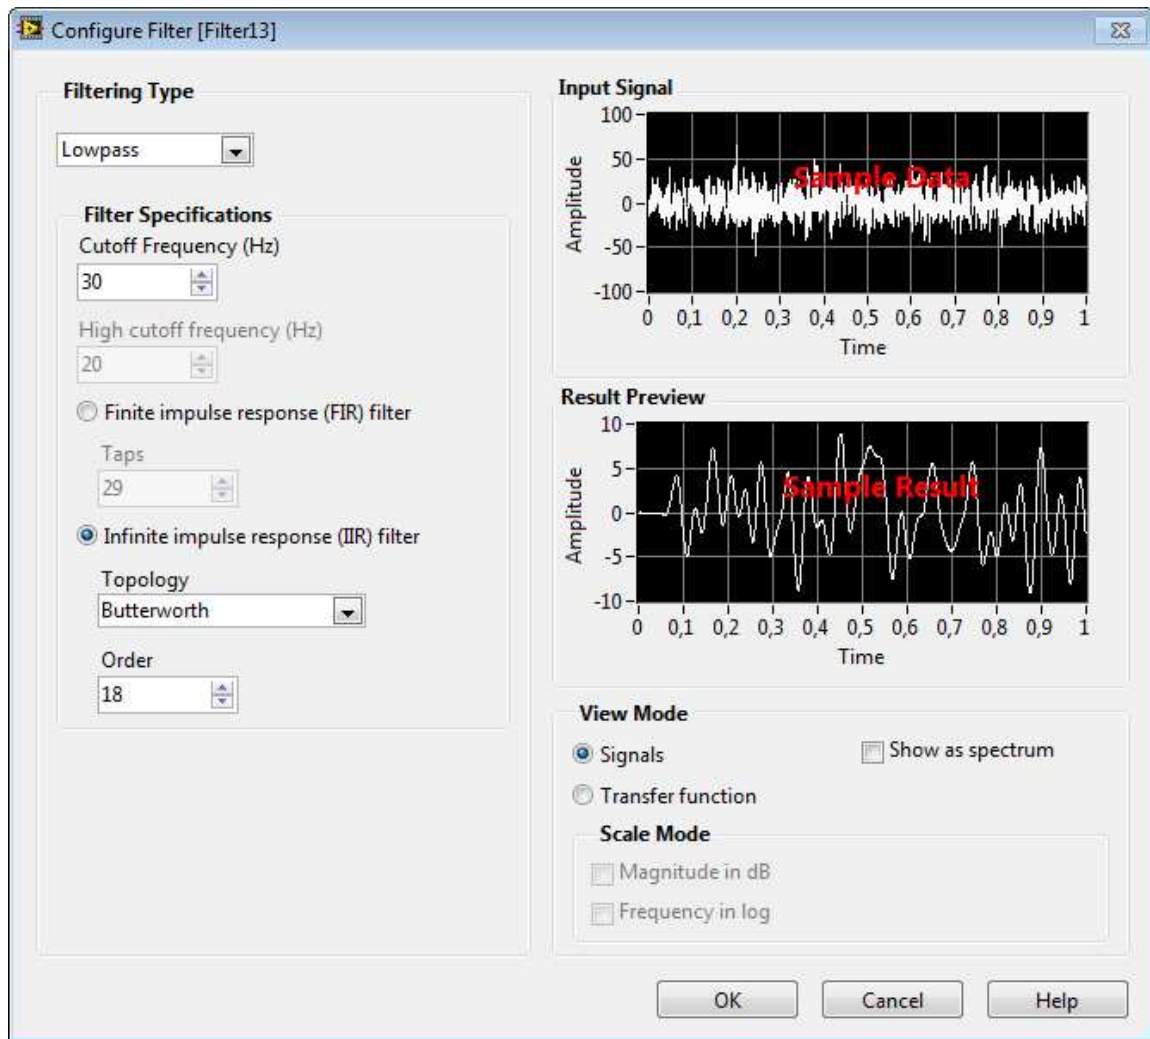 Configure Filter [Filter13]
Filtering Type
Lowpass
Filter Specifications
Cutoff Frequency (Hz)
30
High cutoff frequency (Hz)
20
Finite impulse response (FIR) filter
Taps
29
Infinite impulse response (IIR) filter
Topology
Butterworth
Order
18
Input Signal
Amplitude
100
50
0
-50
-100
Sample Data
0 0,1 0,2 0,3 0,4 0,5 0,6 0,7 0,8 0,9 1
Time
Result Preview
Amplitude
10
5
0
-5
-10
Sample Result
0 0,1 0,2 0,3 0,4 0,5 0,6 0,7 0,8 0,9 1
Time
View Mode
Signals
Show as spectrum
Transfer function
Scale Mode
Magnitude in dB
Frequency in log
OK Cancel Help